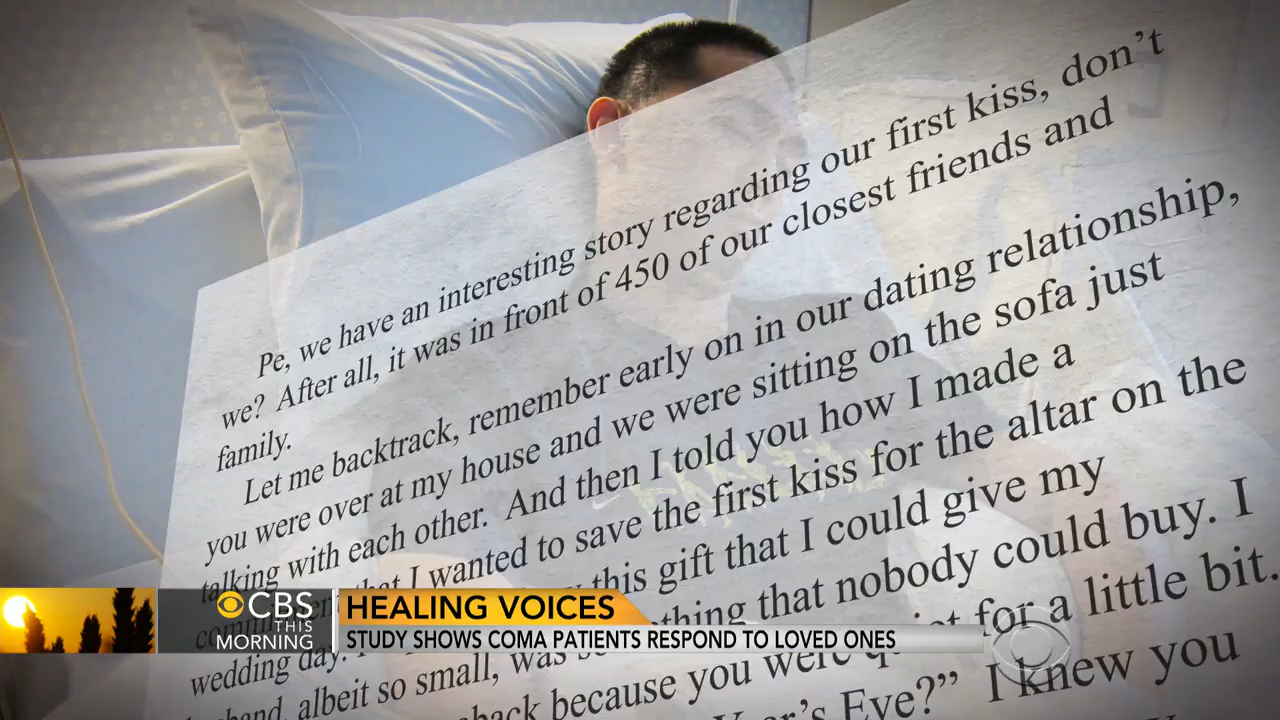 Pe, we have an interesting story regarding our first kiss, don't
we? After all, it was in front of 450 of our closest friends and
family.
Let me backtrack, remember early on in our dating relationship,
you were over at my house and we were sitting on the sofa just
talking with each other. And then I told you how I made a
that I wanted to save the first kiss for the altar on the
wedding day. this gift that I could give my
albeit so small, was nobody could buy. I
because you were for a little bit.
Eve?" I knew you
CBS
THIS
MORNING
HEALING VOICES
STUDY SHOWS COMA PATIENTS RESPOND TO LOVED ONES